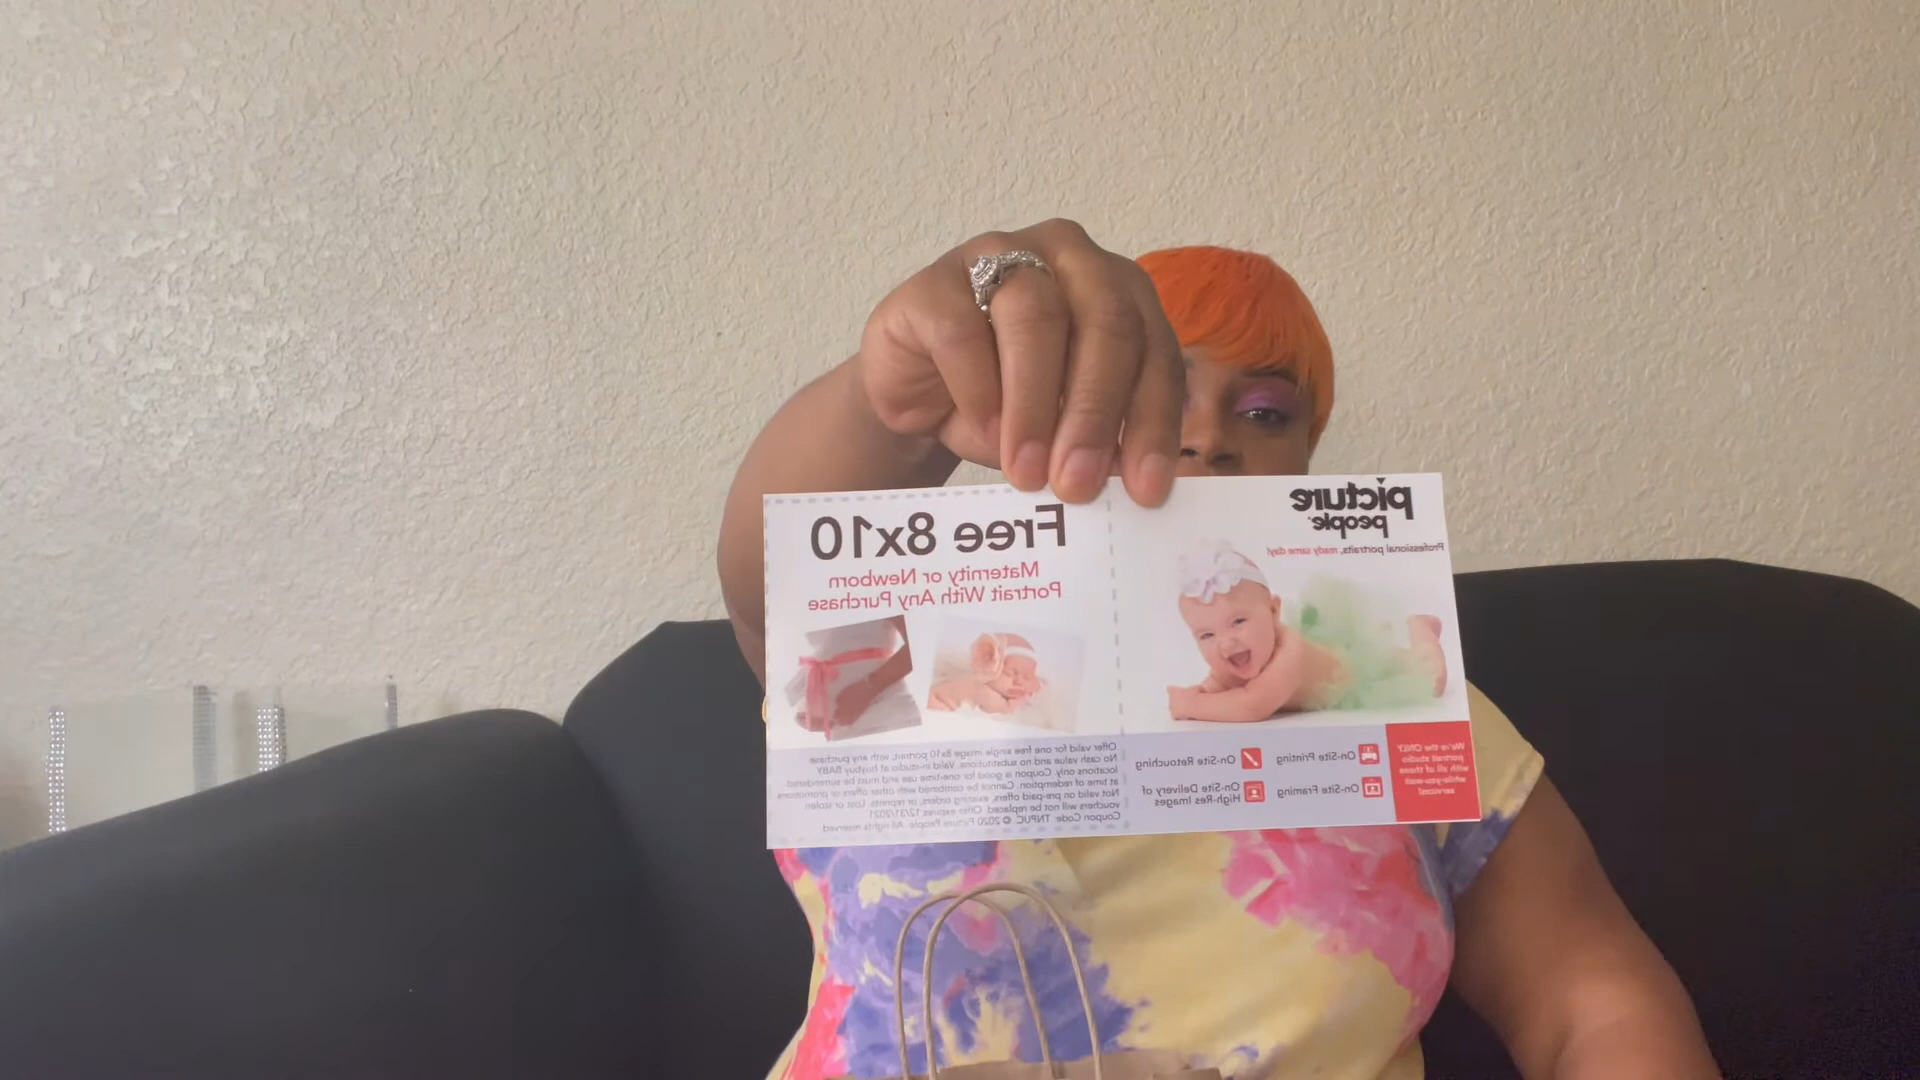 picture
people
Professional portraits, ready same day!
We're the ONLY
portrait studio
with all of these
while-you-wait
services!
On-Site Printing
On-Site Retouching
On-Site Framing
On-Site Delivery of
High-Res Images
Free 8x10
Maternity or Newborn
Portrait With Any Purchase
Offer valid for one free single image 8x10 portrait, with any purchase
No cash value and no substitutions. Valid in-studio at buybuy BABY
locations only. Coupon is good for one-time use and must be surrendered
at time of redemption. Cannot be combined with other offers or promotions
Not valid on pre-paid offers, existing orders, or reprints. Lost or stolen
vouchers will not be replaced. Offer expires 12/31/2021
Coupon Code: TNPUC © 2020 Picture People. All rights reserved.